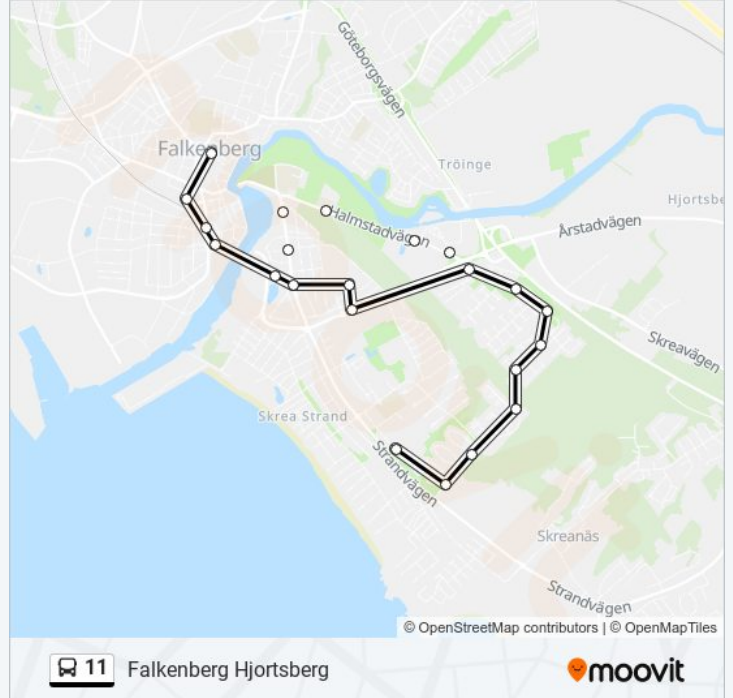 Göteborgsvägen
Falkenberg
Tröinge
Hjortsbe
Halmstadvägen
Årstadvägen
Skreavägen
Skrea Strand
Strandvägen
Skreanäs
Strandvägen
© OpenStreetMap contributors | © OpenMapTiles
11 Falkenberg Hjortsberg
moovit